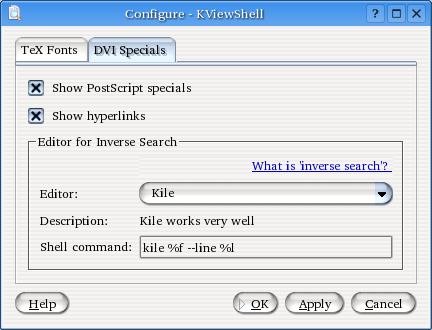 Configure - KViewShell
TeX Fonts DVI Specials
Show PostScript specials
Show hyperlinks
Editor for Inverse Search
What is 'inverse search'?
Editor: Kile
Description: Kile works very well
Shell command: kile %f --line %l
Help OK Apply Cancel